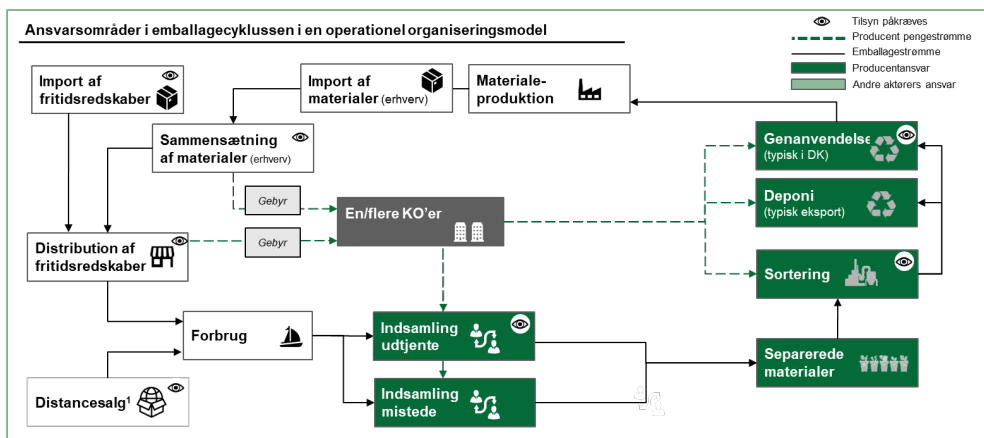 Ansvarsområder i emballagecyklussen i en operationel organiseringsmodel
Tilsyn påkræves
Producent pengestrømme
Emballagestrømme
Producentansvar
Andre aktørers ansvar
Import af
fritidsredskaber
Import af
materialer (erhverv)
Materiale-
produktion
Sammensætning
af materialer (erhverv)
Genanvendelse
(typisk i DK)
Gebyr
En/flere KO'er
Deponi
(typisk eksport)
Distribution af
fritidsredskaber
Gebyr
Sortering
Forbrug
Indsamling
udtjente
Separerede
materialer
Distancesalg¹
Indsamling
mistede